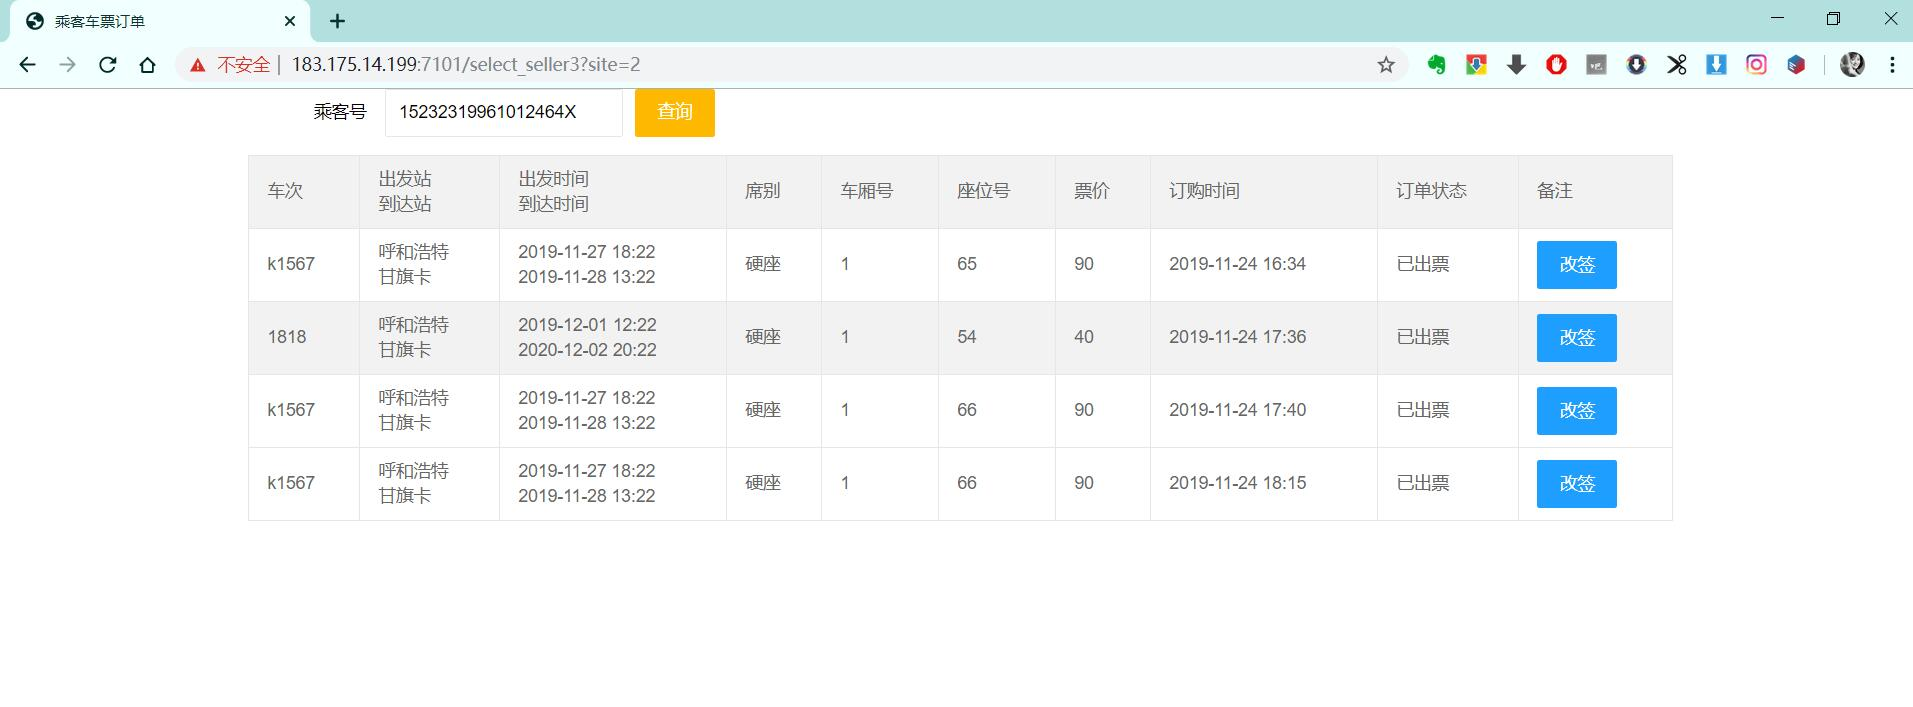 乘客车票订单
不安全 | 183.175.14.199:7101/select_seller3?site=2
乘客号 15232319961012464X 查询
车次 出发站 出发时间 席别 车厢号 座位号 票价 订购时间 订单状态 备注
到达站 到达时间
k1567 呼和浩特 2019-11-27 18:22 硬座 1 65 90 2019-11-24 16:34 已出票 改签
甘旗卡 2019-11-28 13:22
1818 呼和浩特 2019-12-01 12:22 硬座 1 54 40 2019-11-24 17:36 已出票 改签
甘旗卡 2020-12-02 20:22
k1567 呼和浩特 2019-11-27 18:22 硬座 1 66 90 2019-11-24 17:40 已出票 改签
甘旗卡 2019-11-28 13:22
k1567 呼和浩特 2019-11-27 18:22 硬座 1 66 90 2019-11-24 18:15 已出票 改签
甘旗卡 2019-11-28 13:22